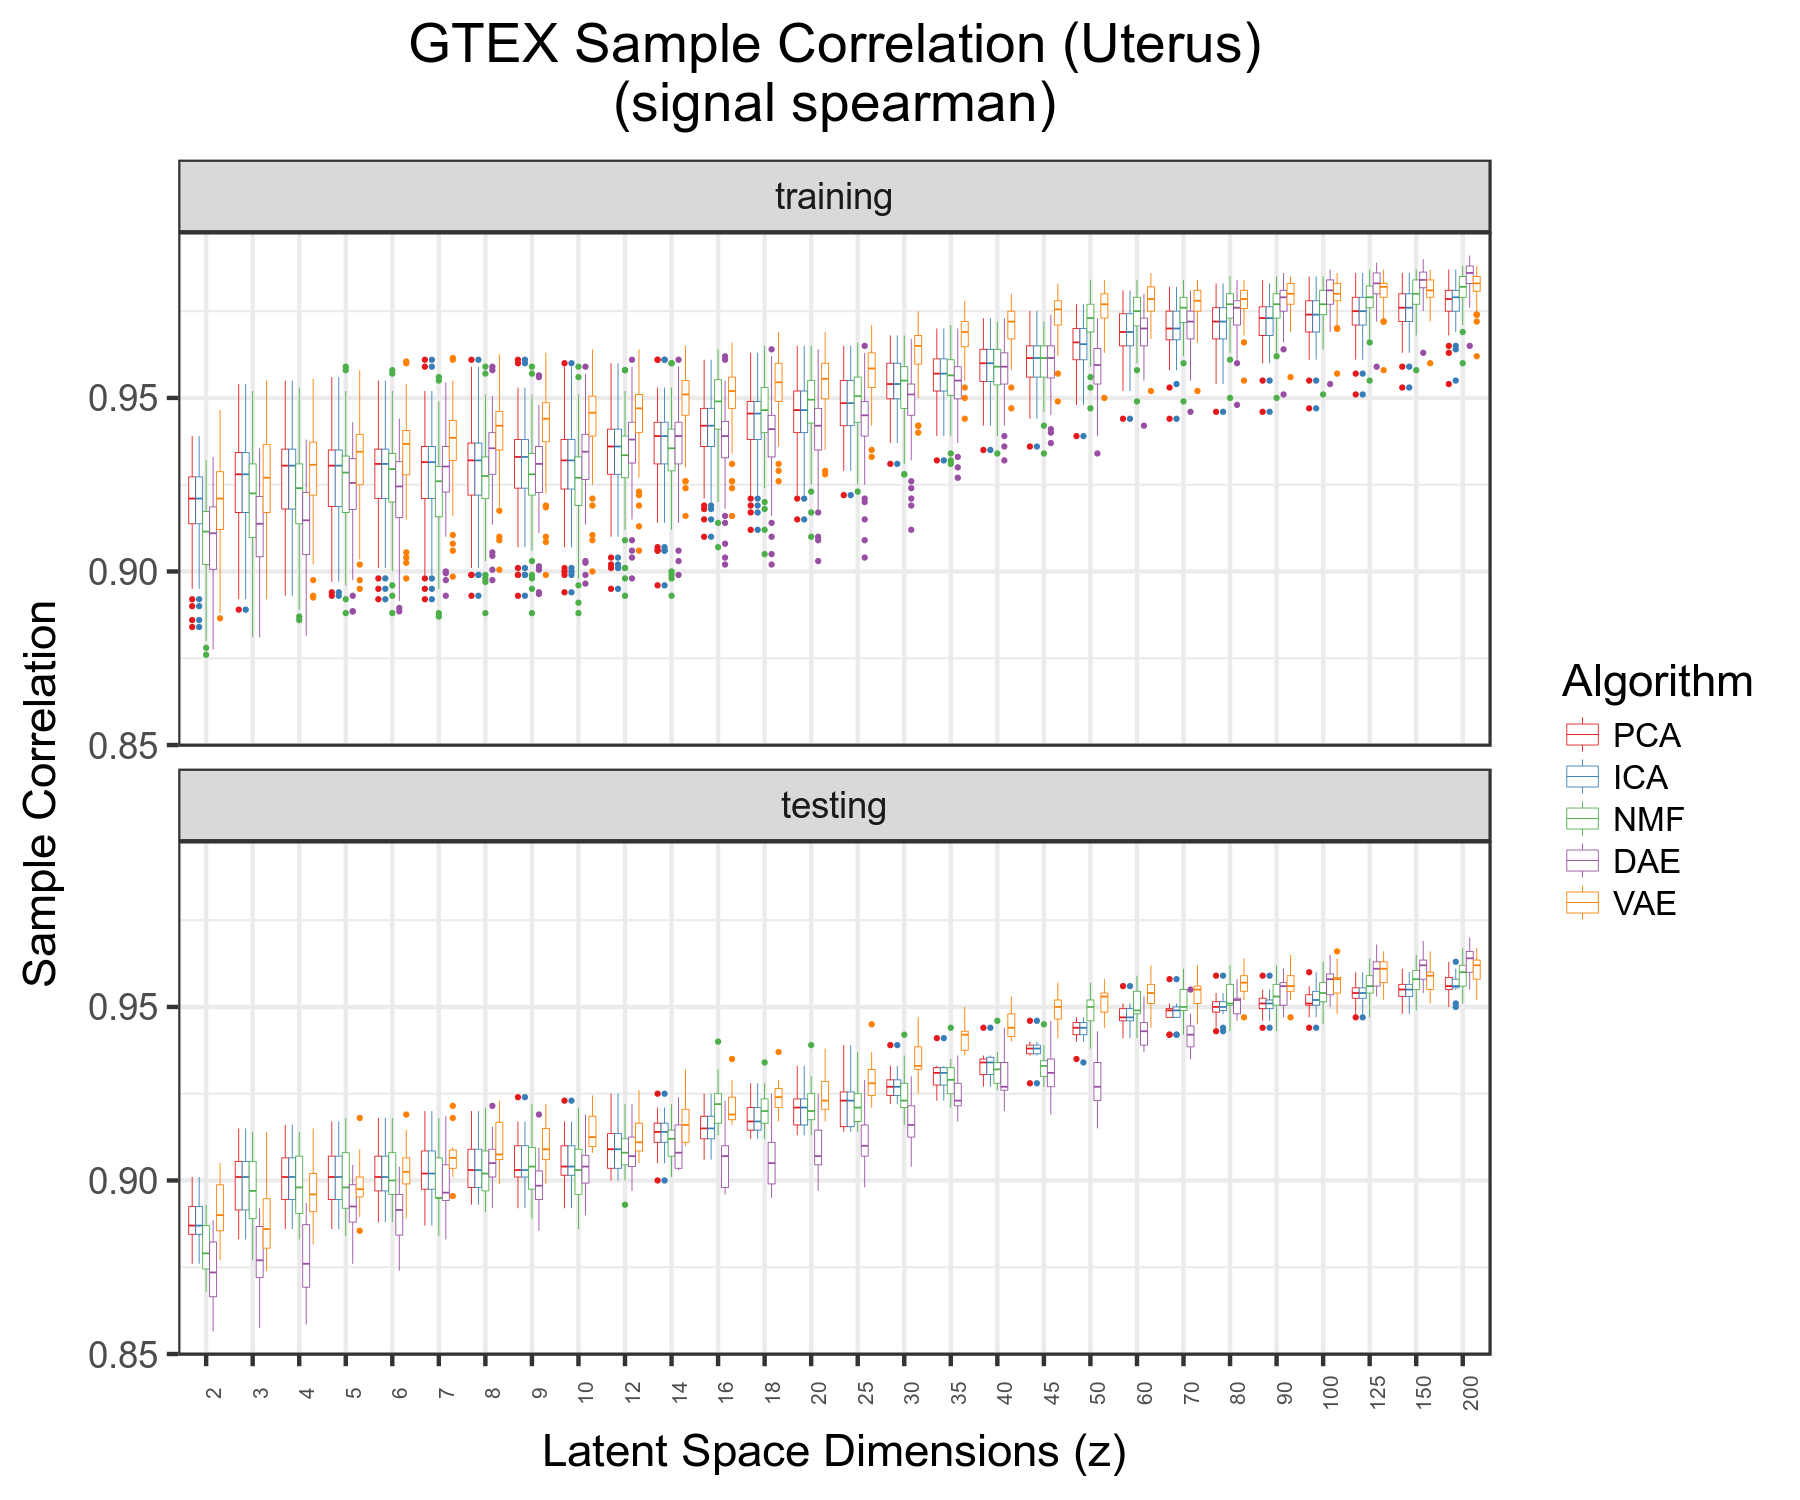 GTEX Sample Correlation (Uterus)
(signal spearman)
training
0.95
0.90
0.85
testing
0.95
0.90
0.85
Sample Correlation
2 3 4 5 6 7 8 9 10 12 14 16 18 20 25 30 35 40 45 50 60 70 80 90 100 125 150 200
Latent Space Dimensions (z)
Algorithm
PCA
ICA
NMF
DAE
VAE